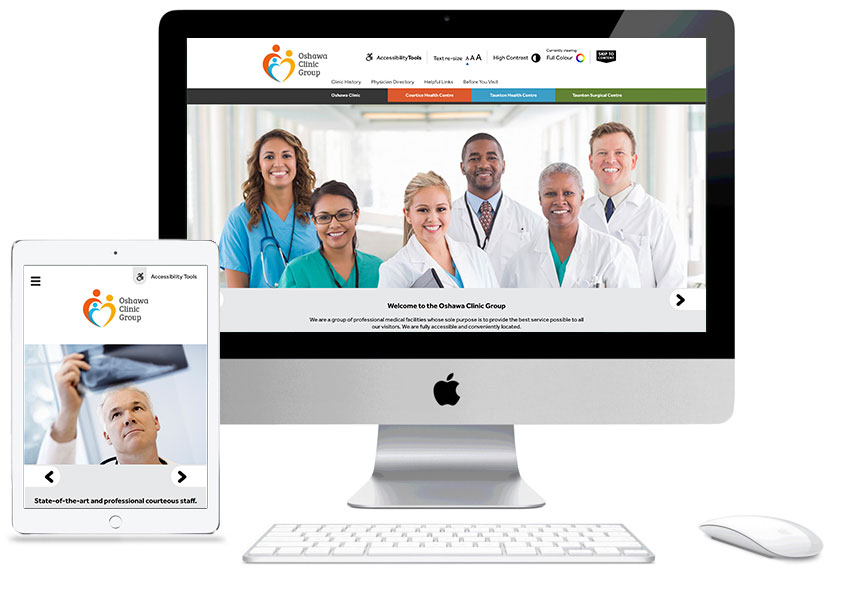 Oshawa
Clinic
Group
AccessibilityTools
Text re-size A A A
High Contrast
Currently viewing:
Full Colour
SKIP TO
CONTENT
Clinic History Physician Directory Helpful Links Before You Visit
Oshawa Clinic Courtice Health Centre Taunton Health Centre Taunton Surgical Centre
Welcome to the Oshawa Clinic Group
We are a group of professional medical facilities whose sole purpose is to provide the best service possible to all
our visitors. We are fully accessible and conveniently located.
Accessibility Tools
Oshawa
Clinic
Group
State-of-the-art and professional courteous staff.